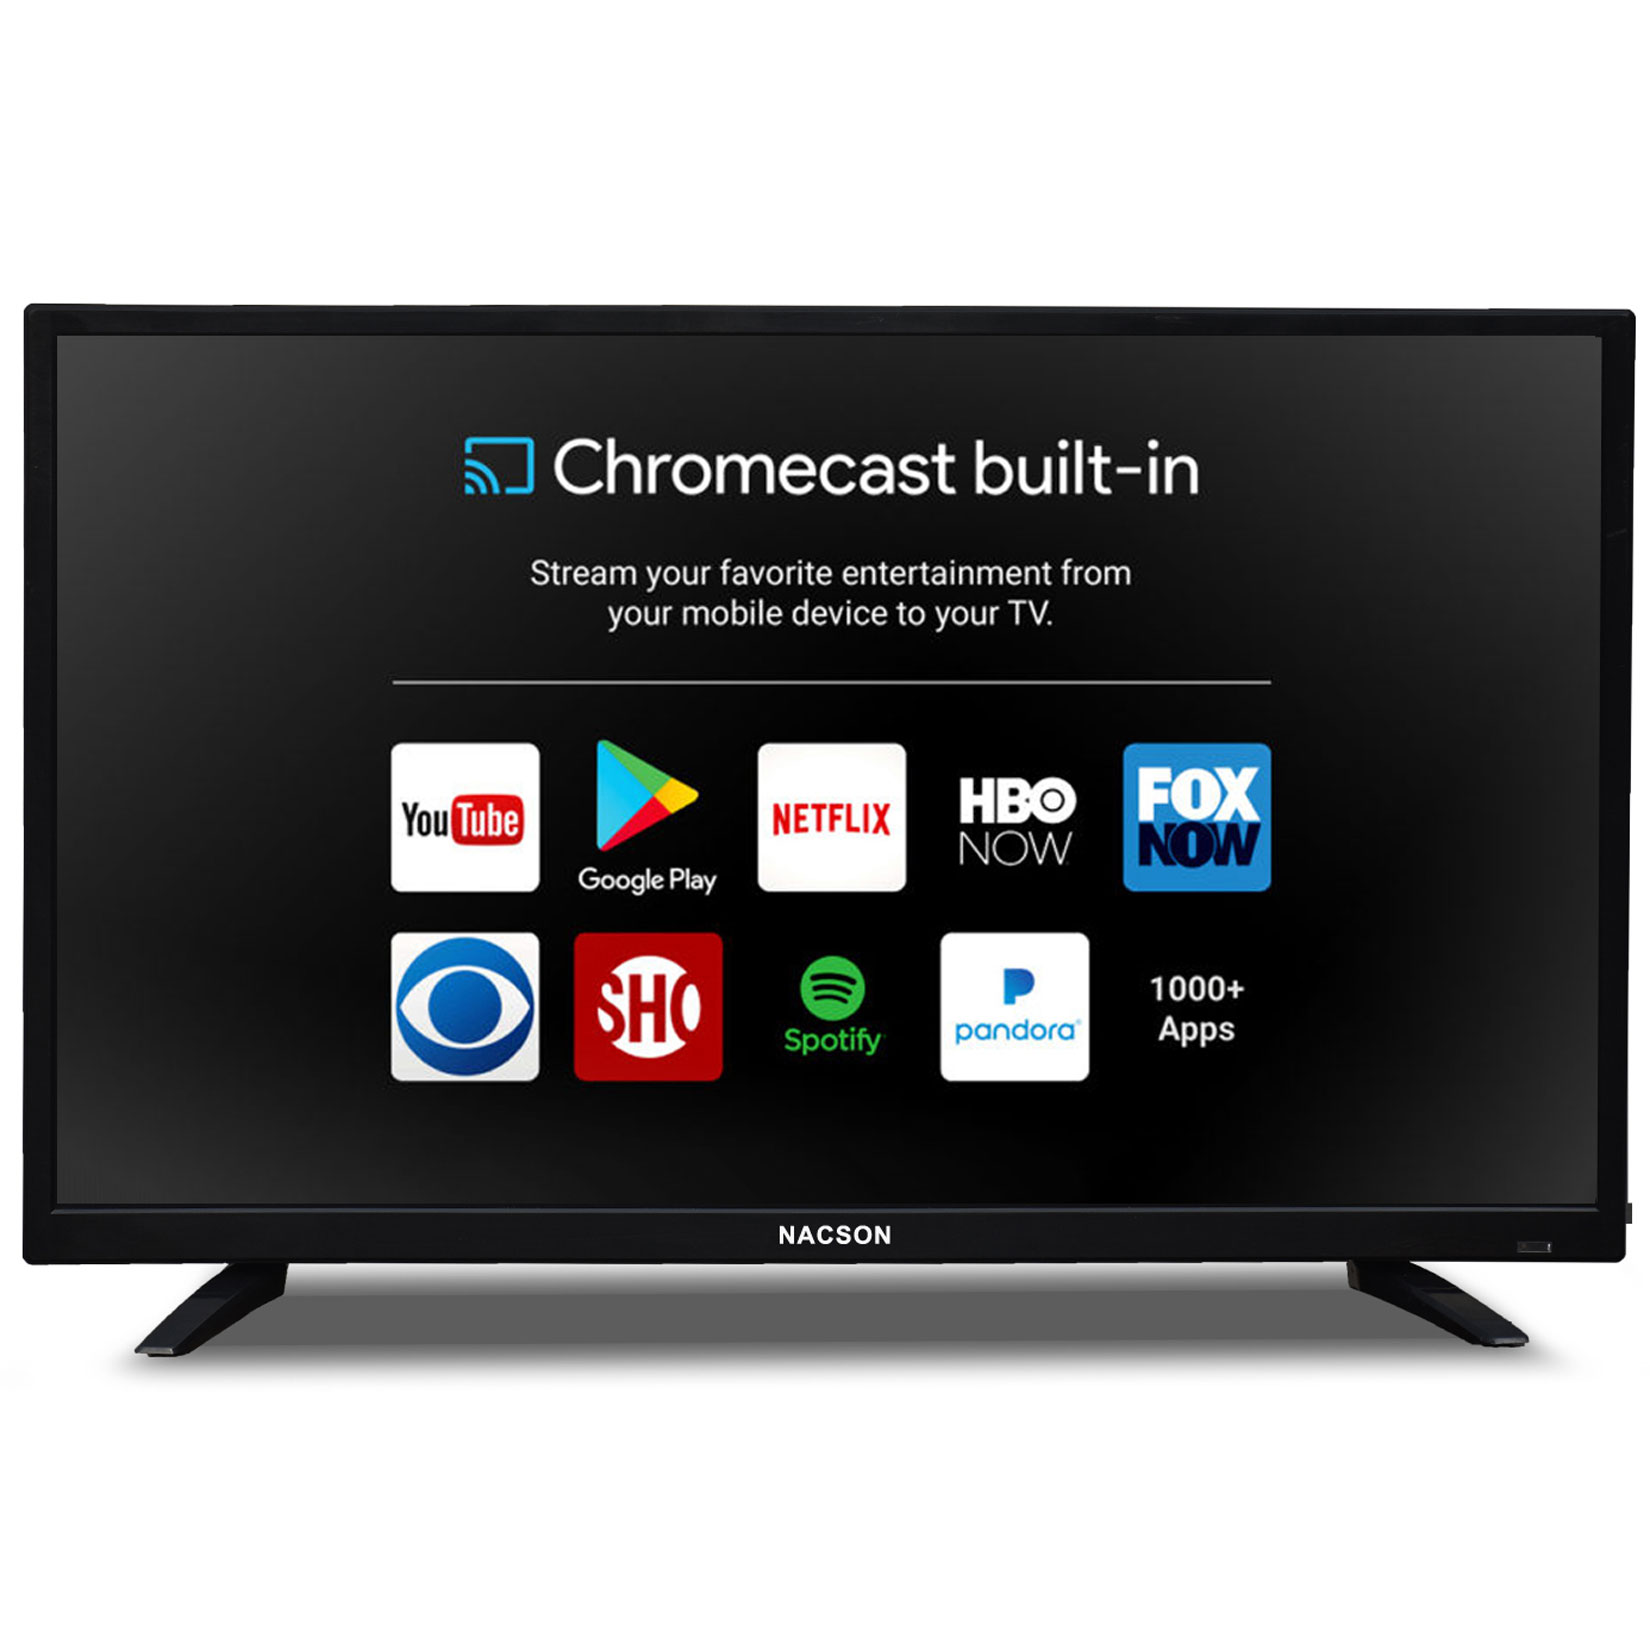 Chromecast built-in
Stream your favorite entertainment from
your mobile device to your TV.
YouTube
Google Play
NETFLIX
HBO
NOW
FOX
NOW
SHO
Spotify
pandora
1000+
Apps
NACSON